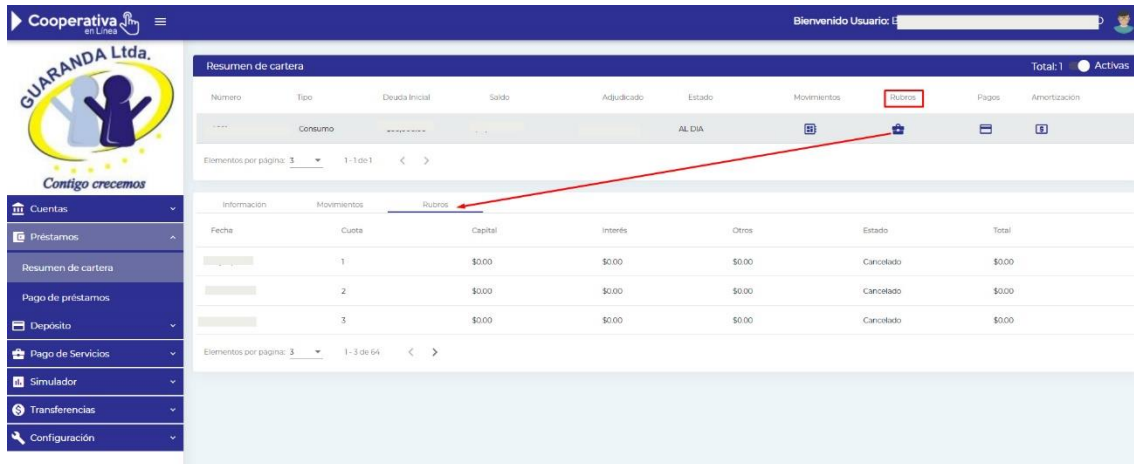 Cooperativa
en Línea
Bienvenido Usuario: E
GUARANDA Ltda.
Contigo crecemos
Resumen de cartera
Total: 1 Activas
Número Tipo Deuda Inicial Saldo Adjudicado Estado Movimientos Rubros Pagos Amortización
Consumo AL DIA
Elementos por página: 3 1 - 1 de 1
Información Movimientos Rubros
Fecha Cuota Capital Interés Otros Estado Total
1 $0.00 $0.00 $0.00 Cancelado $0.00
2 $0.00 $0.00 $0.00 Cancelado $0.00
3 $0.00 $0.00 $0.00 Cancelado $0.00
Elementos por página: 3 1 - 3 de 64
Cuentas
Préstamos
Resumen de cartera
Pago de préstamos
Depósito
Pago de Servicios
Simulador
Transferencias
Configuración